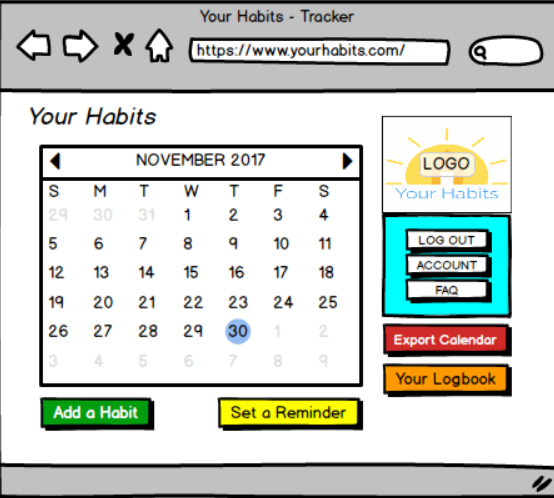 Your Habits - Tracker
https://www.yourhabits.com/
Your Habits
NOVEMBER 2017
S M T W T F S
29 30 31 1 2 3 4
5 6 7 8 9 10 11
12 13 14 15 16 17 18
19 20 21 22 23 24 25
26 27 28 29 30 1 2
3 4 5 6 7 8 9
Add a Habit
Set a Reminder
LOGO
Your Habits
LOG OUT
ACCOUNT
FAQ
Export Calendar
Your Logbook